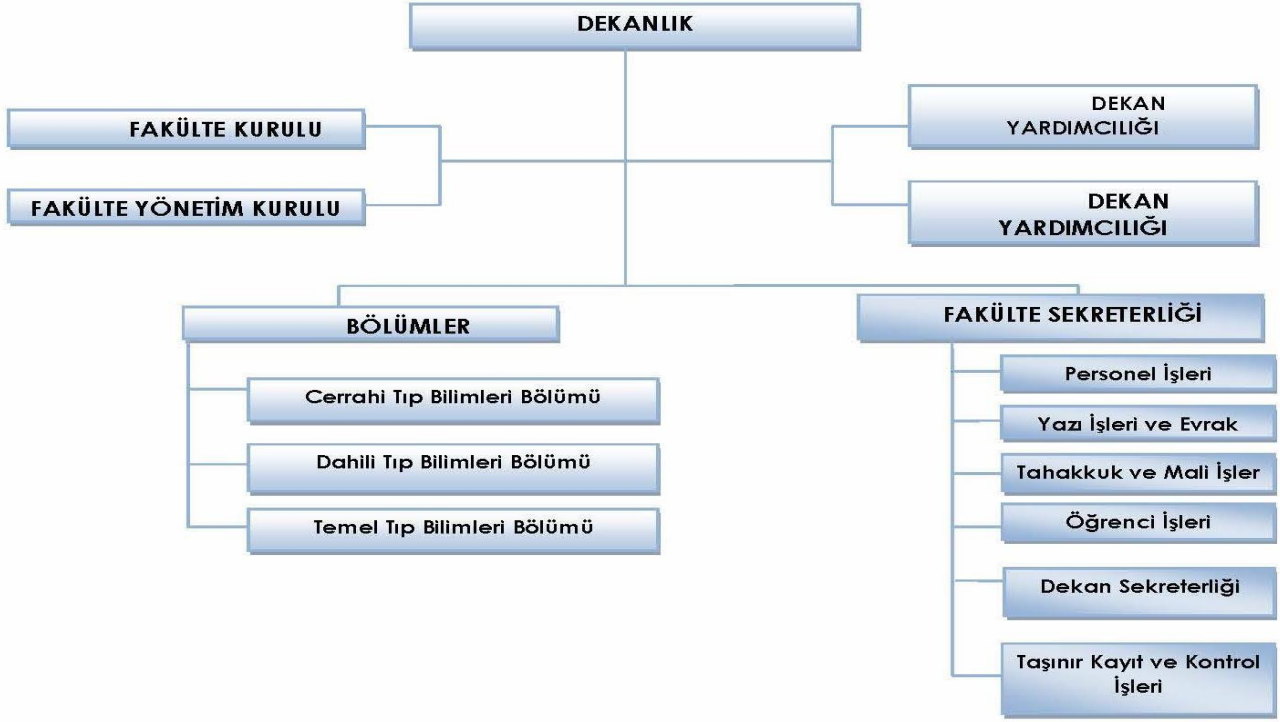 DEKANLIK
FAKÜLTE KURULU
FAKÜLTE YÖNETİM KURULU
DEKAN
YARDIMCILIĞI
DEKAN
YARDIMCILIĞI
BÖLÜMLER
Cerrahi Tıp Bilimleri Bölümü
Dahili Tıp Bilimleri Bölümü
Temel Tıp Bilimleri Bölümü
FAKÜLTE SEKRETERLİĞİ
Personel İşleri
Yazı İşleri ve Evrak
Tahakkuk ve Mali İşler
Öğrenci İşleri
Dekan Sekreterliği
Taşınır Kayıt ve Kontrol
İşleri